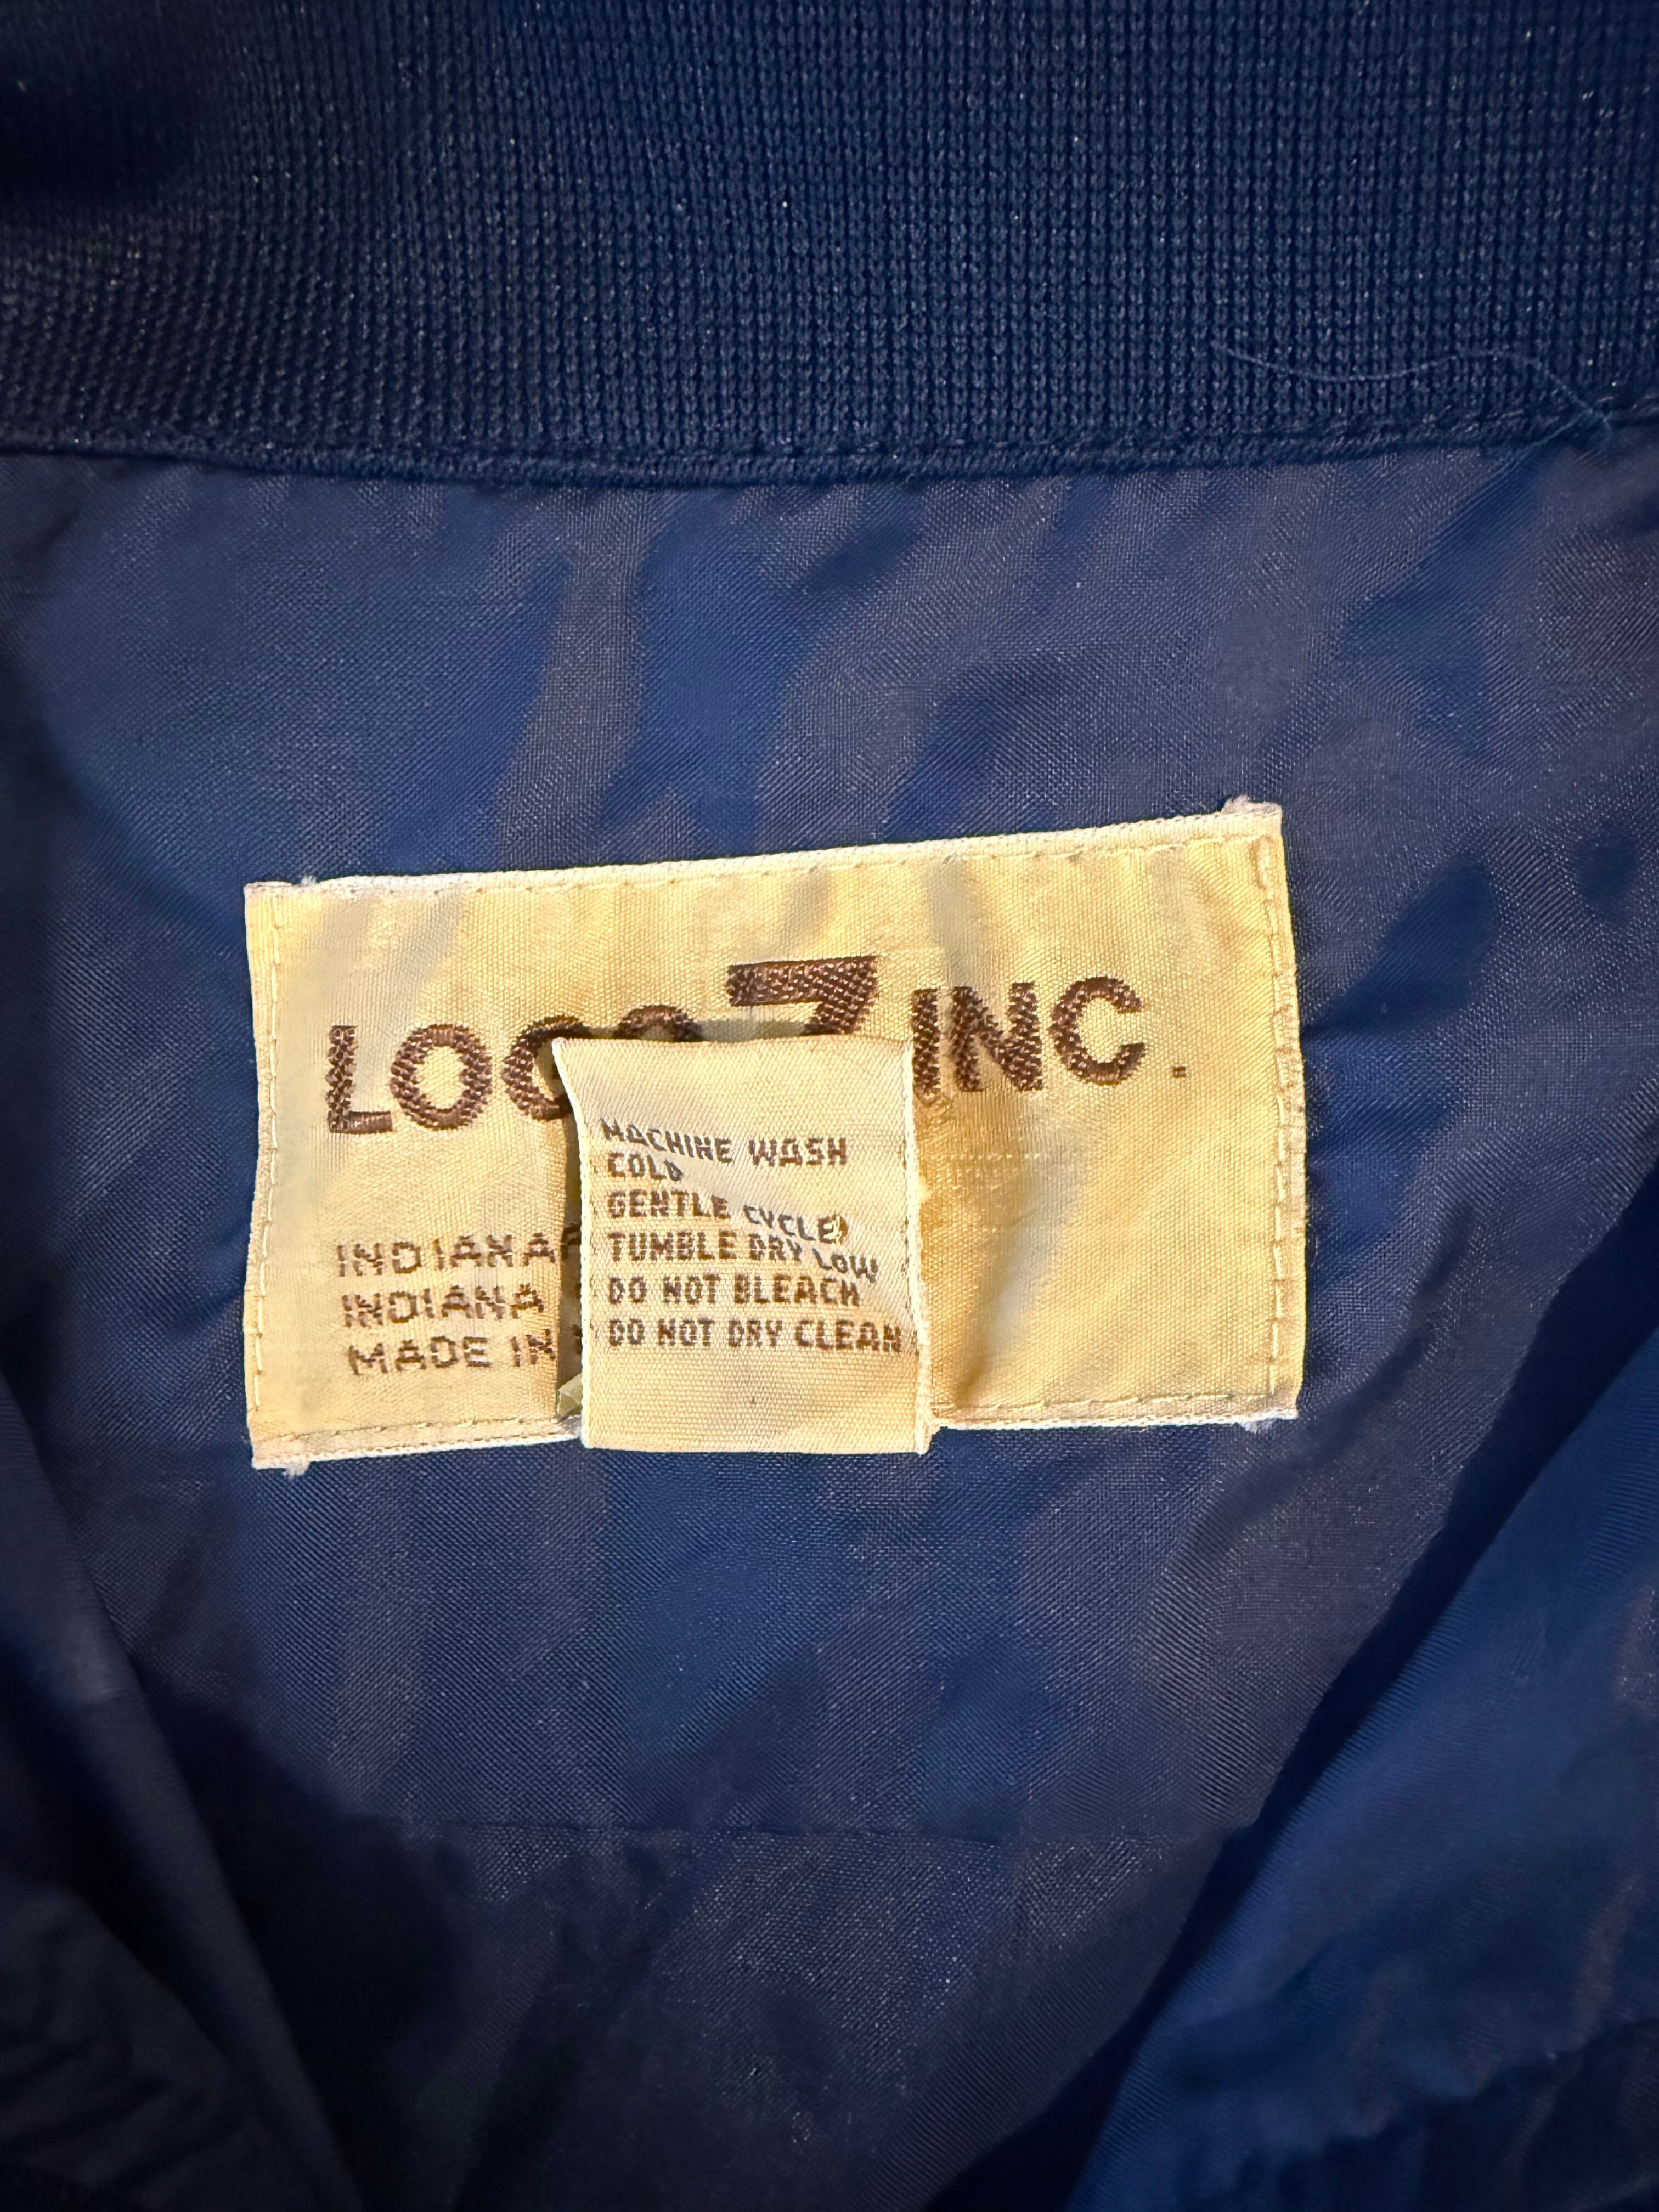 LOGO 7 INC.
MACHINE WASH
COLD
GENTLE CYCLE,
TUMBLE DRY LOW
DO NOT BLEACH
DO NOT DRY CLEAN
INDIANAP
INDIANA
MADE IN